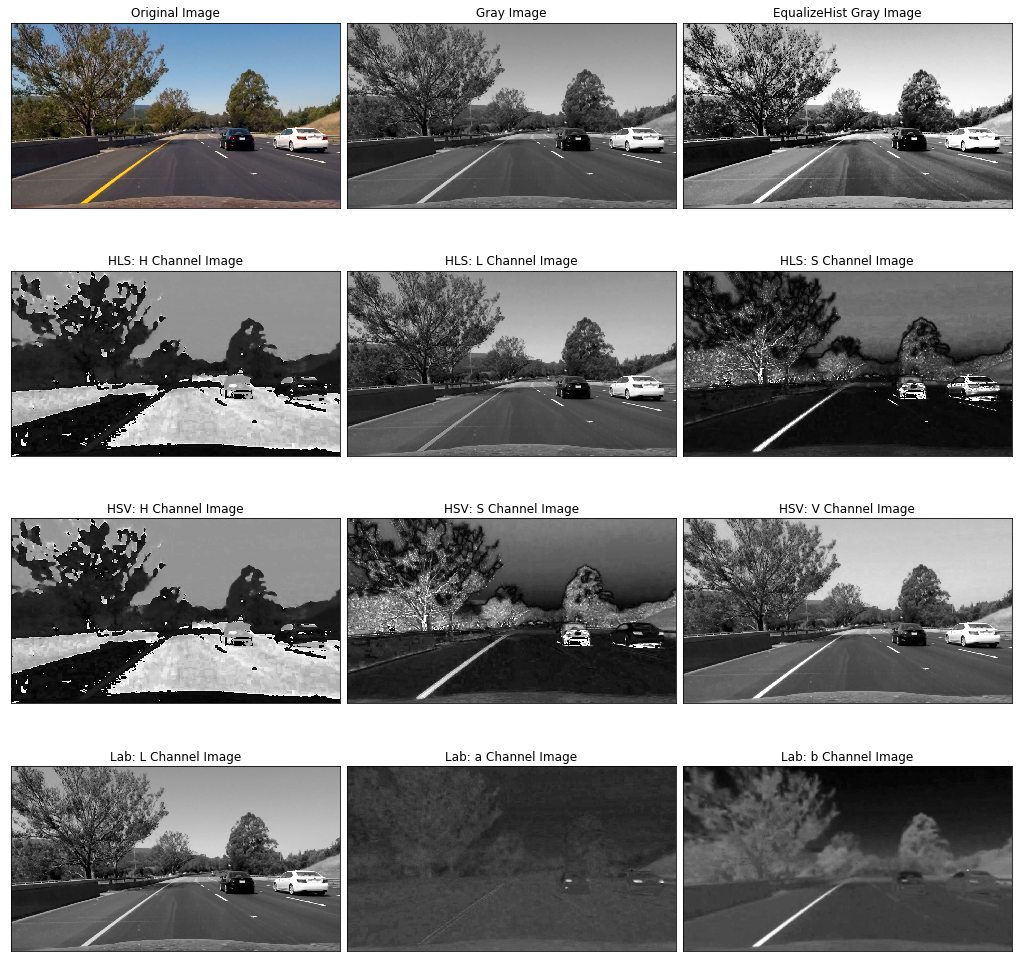 Original Image
Gray Image
EqualizeHist Gray Image
HLS: H Channel Image
HLS: L Channel Image
HLS: S Channel Image
HSV: H Channel Image
HSV: S Channel Image
HSV: V Channel Image
Lab: L Channel Image
Lab: a Channel Image
Lab: b Channel Image